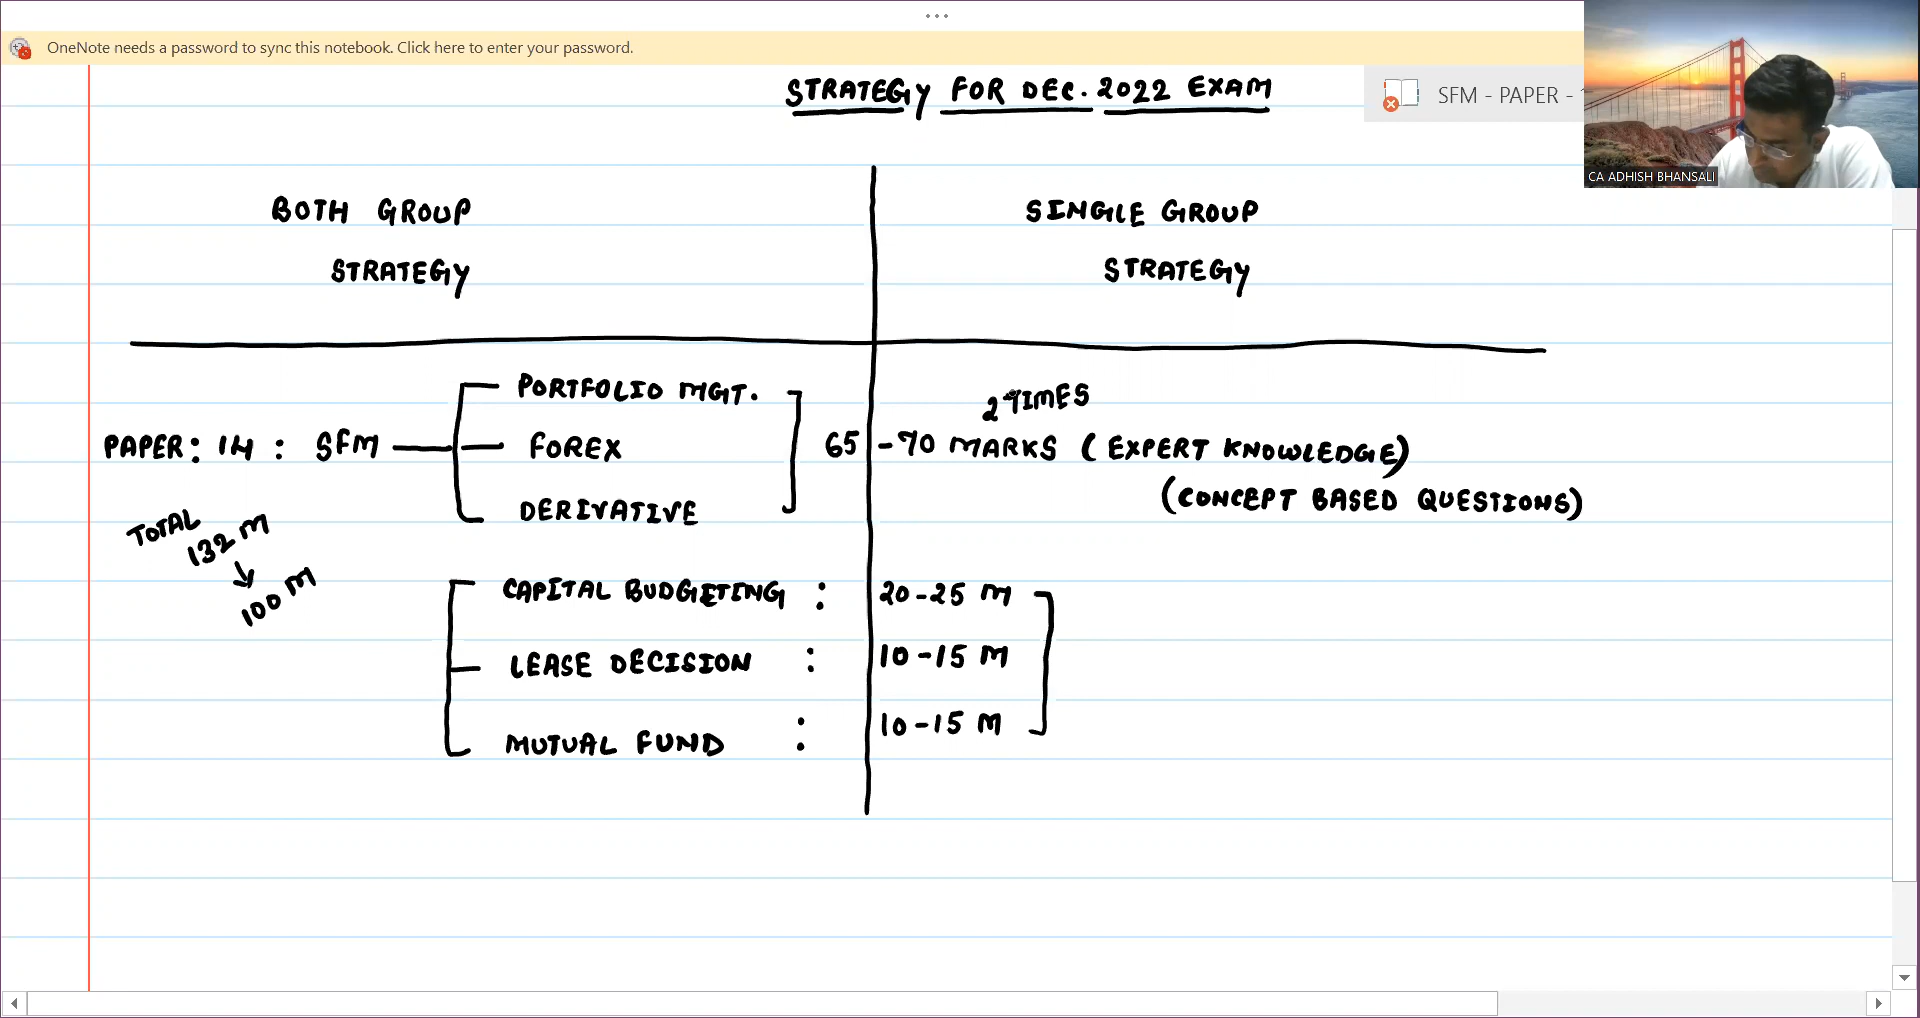 OneNote needs a password to sync this notebook. Click here to enter your password.
STRATEGY FOR DEC. 2022 EXAM
SFM - PAPER -
CA ADHISH BHANSALI
BOTH GROUP
STRATEGY
SINGLE GROUP
STRATEGY
PORTFOLIO MGT.
2 TIMES
PAPER: 14 : SFM
FOREX
65 -70 MARKS (EXPERT KNOWLEDGE)
(CONCEPT BASED QUESTIONS)
DERIVATIVE
TOTAL
132 M
100 M
CAPITAL BUDGETING : 20-25 M
LEASE DECISION : 10-15 M
MUTUAL FUND : 10-15 M